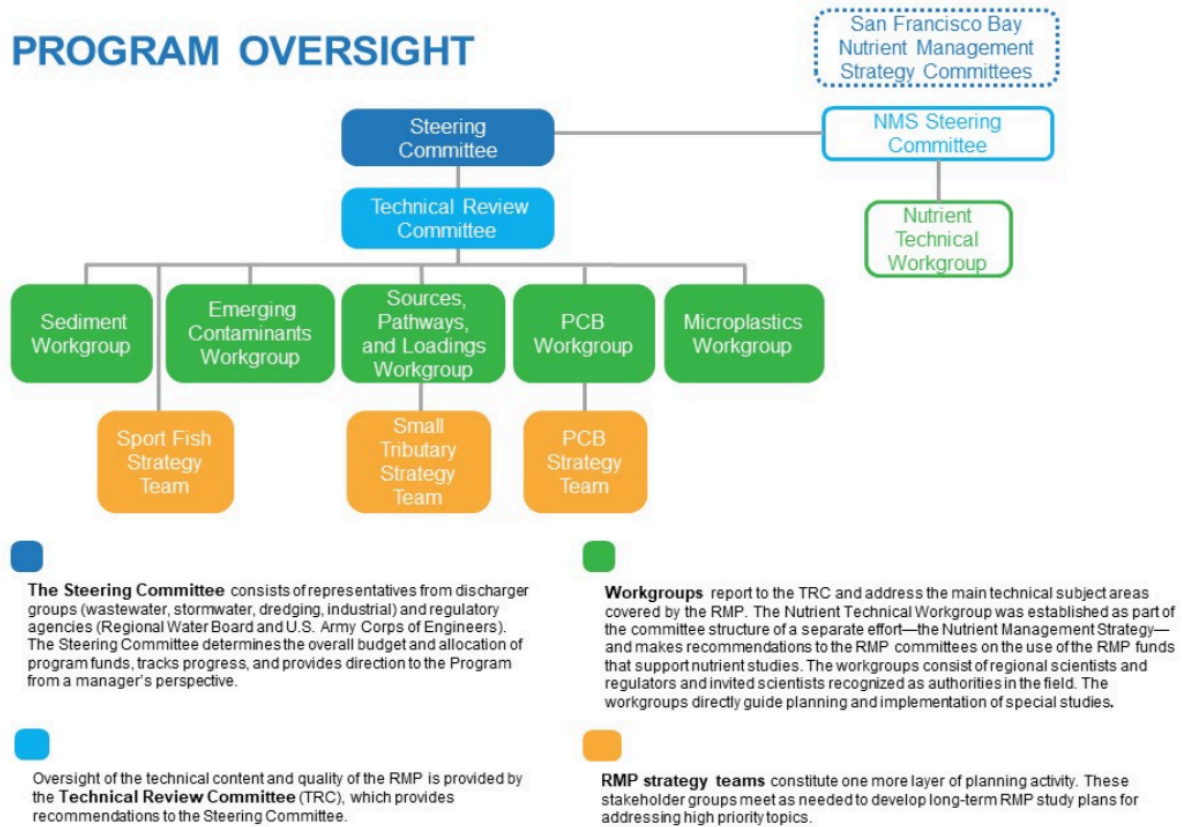 PROGRAM OVERSIGHT
San Francisco Bay
Nutrient Management
Strategy Committees
Steering
Committee
NMS Steering
Committee
Technical Review
Committee
Nutrient
Technical
Workgroup
Sediment
Workgroup
Emerging
Contaminants
Workgroup
Sources,
Pathways,
and Loadings
Workgroup
PCB
Workgroup
Microplastics
Workgroup
Sport Fish
Strategy
Team
Small
Tributary
Strategy
Team
PCB
Strategy
Team
The Steering Committee consists of representatives from discharger
groups (wastewater, stormwater, dredging, industrial) and regulatory
agencies (Regional Water Board and U.S. Army Corps of Engineers).
The Steering Committee determines the overall budget and allocation of
program funds, tracks progress, and provides direction to the Program
from a manager's perspective.
Workgroups report to the TRC and address the main technical subject areas
covered by the RMP. The Nutrient Technical Workgroup was established as part of
the committee structure of a separate effort—the Nutrient Management Strategy—
and makes recommendations to the RMP committees on the use of the RMP funds
that support nutrient studies. The workgroups consist of regional scientists and
regulators and invited scientists recognized as authorities in the field. The
workgroups directly guide planning and implementation of special studies.
Oversight of the technical content and quality of the RMP is provided by
the Technical Review Committee (TRC), which provides
recommendations to the Steering Committee.
RMP strategy teams constitute one more layer of planning activity. These
stakeholder groups meet as needed to develop long-term RMP study plans for
addressing high priority topics.